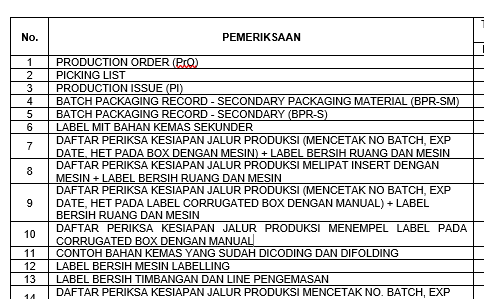 No.
PEMERIKSAAN
1 PRODUCTION ORDER (PrO)
2 PICKING LIST
3 PRODUCTION ISSUE (PI)
4 BATCH PACKAGING RECORD - SECONDARY PACKAGING MATERIAL (BPR-SM)
5 BATCH PACKAGING RECORD - SECONDARY (BPR-S)
6 LABEL MIT BAHAN KEMAS SEKUNDER
7 DAFTAR PERIKSA KESIAPAN JALUR PRODUKSI (MENCETAK NO BATCH, EXP
DATE, HET PADA BOX DENGAN MESIN) + LABEL BERSIH RUANG DAN MESIN
8 DAFTAR PERIKSA KESIAPAN JALUR PRODUKSI MELIPAT INSERT DENGAN
MESIN + LABEL BERSIH RUANG DAN MESIN
9 DAFTAR PERIKSA KESIAPAN JALUR PRODUKSI (MENCETAK NO BATCH, EXP
DATE, HET PADA LABEL CORRUGATED BOX DENGAN MANUAL) + LABEL
BERSIH RUANG DAN MESIN
10 DAFTAR PERIKSA KESIAPAN JALUR PRODUKSI MENEMPEL LABEL PADA
CORRUGATED BOX DENGAN MANUAL
11 CONTOH BAHAN KEMAS YANG SUDAH DICODING DAN DIFOLDING
12 LABEL BERSIH MESIN LABELLING
13 LABEL BERSIH TIMBANGAN DAN LINE PENGEMASAN
14 DAFTAR PERIKSA KESIAPAN JALUR PRODUKSI MENCETAK NO. BATCH, EXP